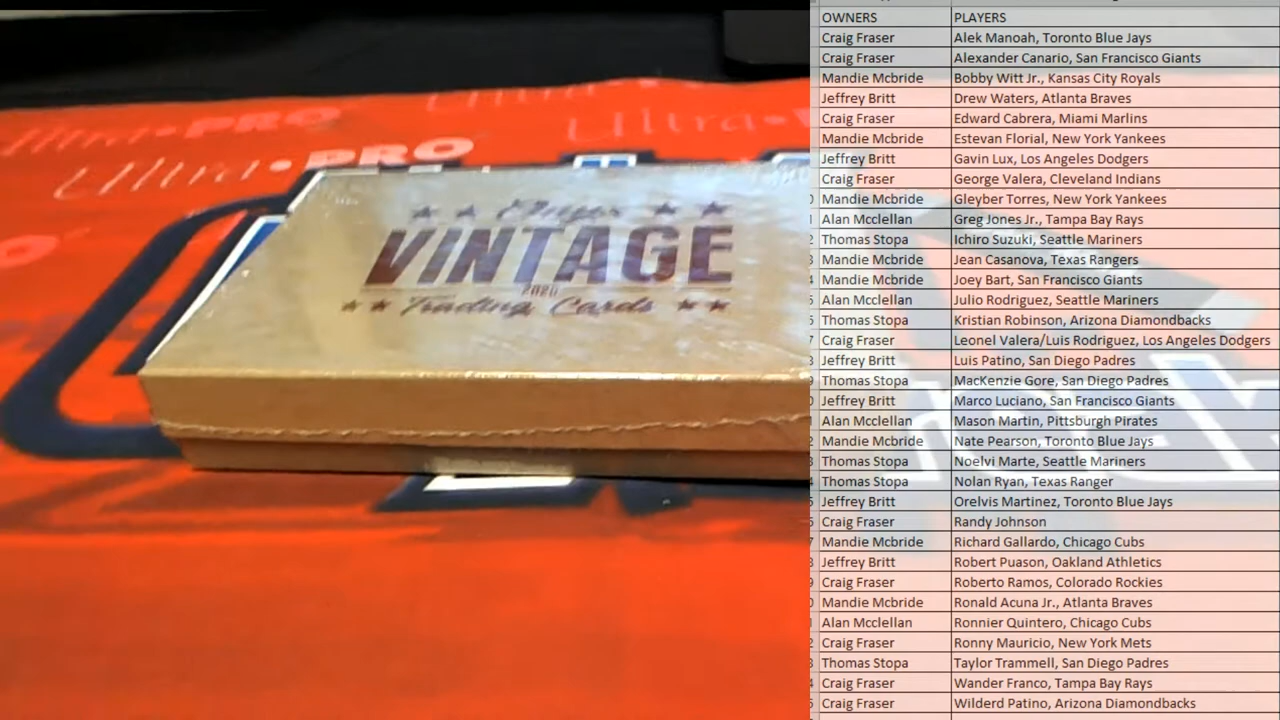 Ultra•PRO
Ultra•PRO
Ultra•PRO
Onyx
VINTAGE
2020
Trading Cards
OWNERS PLAYERS
Craig Fraser Alek Manoah, Toronto Blue Jays
Craig Fraser Alexander Canario, San Francisco Giants
Mandie Mcbride Bobby Witt Jr., Kansas City Royals
Jeffrey Britt Drew Waters, Atlanta Braves
Craig Fraser Edward Cabrera, Miami Marlins
Mandie Mcbride Estevan Florial, New York Yankees
Jeffrey Britt Gavin Lux, Los Angeles Dodgers
Craig Fraser George Valera, Cleveland Indians
Mandie Mcbride Gleyber Torres, New York Yankees
Alan Mcclellan Greg Jones Jr., Tampa Bay Rays
Thomas Stopa Ichiro Suzuki, Seattle Mariners
Mandie Mcbride Jean Casanova, Texas Rangers
Mandie Mcbride Joey Bart, San Francisco Giants
Alan Mcclellan Julio Rodriguez, Seattle Mariners
Thomas Stopa Kristian Robinson, Arizona Diamondbacks
Craig Fraser Leonel Valera/Luis Rodriguez, Los Angeles Dodgers
Jeffrey Britt Luis Patino, San Diego Padres
Thomas Stopa MacKenzie Gore, San Diego Padres
Jeffrey Britt Marco Luciano, San Francisco Giants
Alan Mcclellan Mason Martin, Pittsburgh Pirates
Mandie Mcbride Nate Pearson, Toronto Blue Jays
Thomas Stopa Noelvi Marte, Seattle Mariners
Thomas Stopa Nolan Ryan, Texas Ranger
Jeffrey Britt Orelvis Martinez, Toronto Blue Jays
Craig Fraser Randy Johnson
Mandie Mcbride Richard Gallardo, Chicago Cubs
Jeffrey Britt Robert Puason, Oakland Athletics
Craig Fraser Roberto Ramos, Colorado Rockies
Mandie Mcbride Ronald Acuna Jr., Atlanta Braves
Alan Mcclellan Ronnier Quintero, Chicago Cubs
Craig Fraser Ronny Mauricio, New York Mets
Thomas Stopa Taylor Trammell, San Diego Padres
Craig Fraser Wander Franco, Tampa Bay Rays
Craig Fraser Wilderd Patino, Arizona Diamondbacks